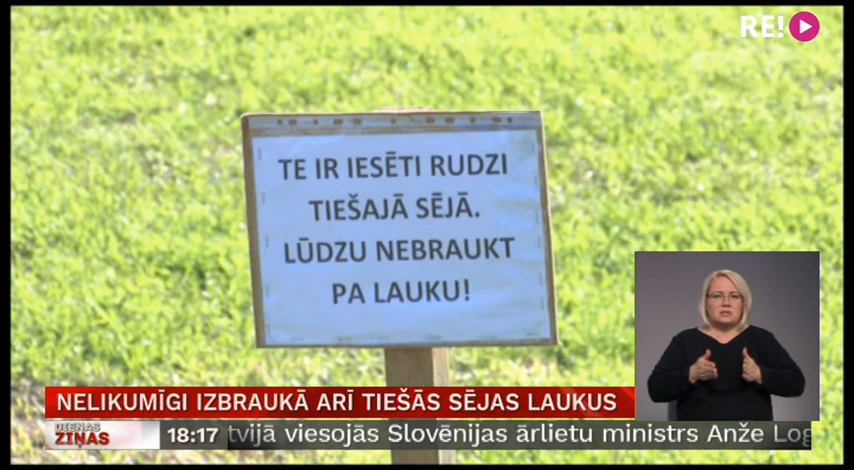 RE!
TE IR IESĒTI RUDZI
TIEŠAJĀ SĒJĀ.
LŪDZU NEBRAUKT
PA LAUKU!
NELIKUMĪGI IZBRAUKĀ ARĪ TIEŠĀS SĒJAS LAUKUS
DIENAS
ZIŅAS
18:17 tvijā viesojās Slovēnijas ārlietu ministrs Anže Log